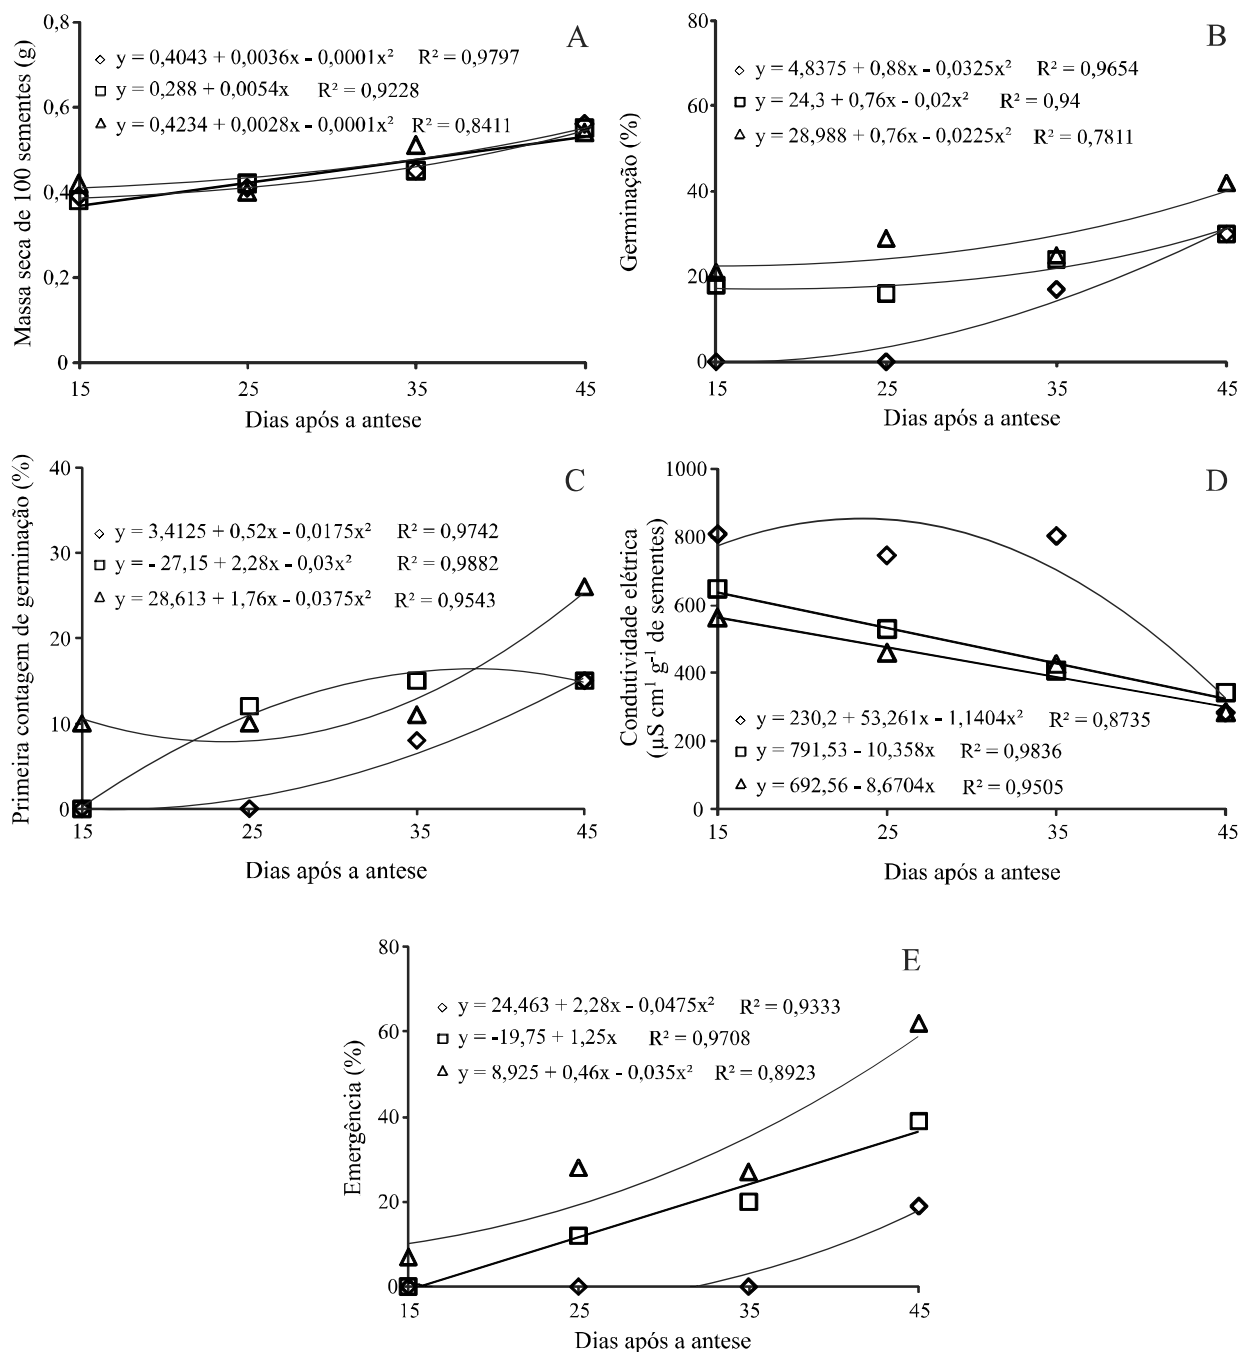 A
Massa seca de 100 sementes (g)
0,8
0,6
0,4
0,2
0
y = 0,4043 + 0,0036x - 0,0001x² R² = 0,9797
y = 0,288 + 0,0054x R² = 0,9228
y = 0,4234 + 0,0028x - 0,0001x² R² = 0,8411
15 25 35 45
Dias após a antese
B
Germinação (%)
80
60
40
20
0
y = 4,8375 + 0,88x - 0,0325x² R² = 0,9654
y = 24,3 + 0,76x - 0,02x² R² = 0,94
y = 28,988 + 0,76x - 0,0225x² R² = 0,7811
15 25 35 45
Dias após a antese
C
Primeira contagem de germinação (%)
40
30
20
10
0
y = 3,4125 + 0,52x - 0,0175x² R² = 0,9742
y = - 27,15 + 2,28x - 0,03x² R² = 0,9882
y = 28,613 + 1,76x - 0,0375x² R² = 0,9543
15 25 35 45
Dias após a antese
D
Condutividade elétrica
(µS cm¹ g⁻¹ de sementes)
1000
800
600
400
200
0
y = 230,2 + 53,261x - 1,1404x² R² = 0,8735
y = 791,53 - 10,358x R² = 0,9836
y = 692,56 - 8,6704x R² = 0,9505
15 25 35 45
Dias após a antese
E
Emergência (%)
80
60
40
20
0
y = 24,463 + 2,28x - 0,0475x² R² = 0,9333
y = -19,75 + 1,25x R² = 0,9708
y = 8,925 + 0,46x - 0,035x² R² = 0,8923
15 25 35 45
Dias após a antese